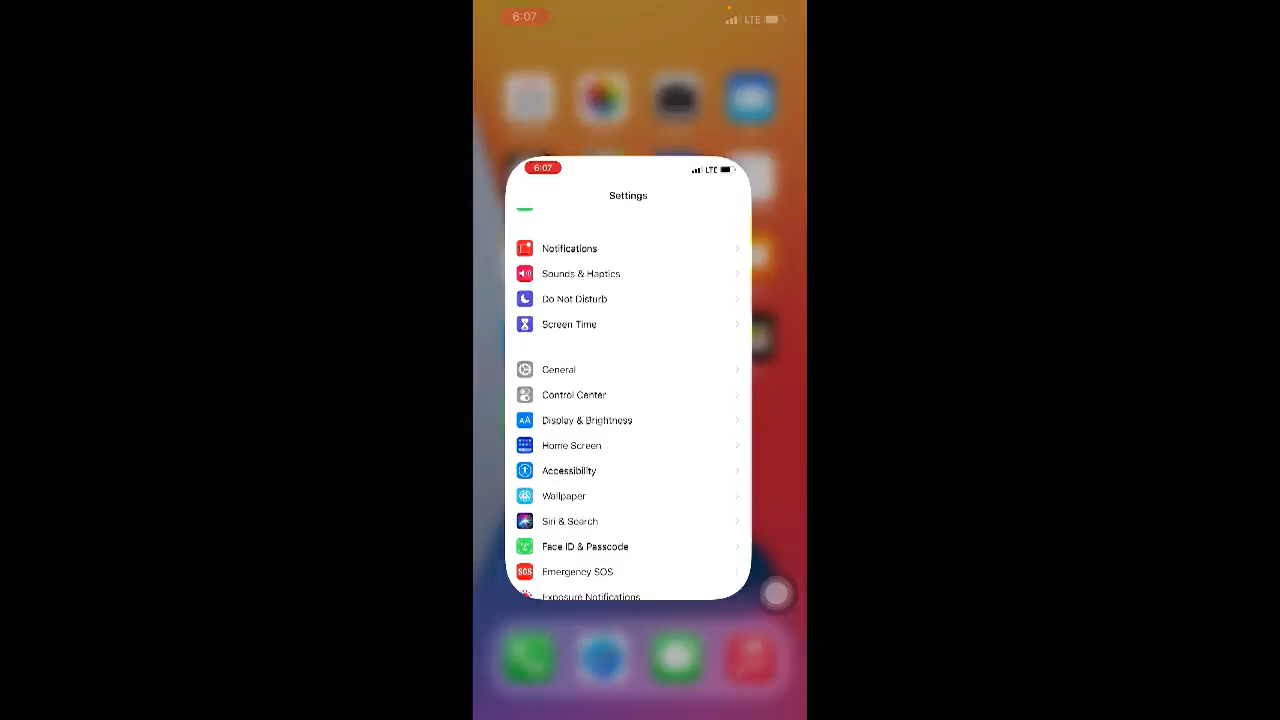 6:07
LTE
6:07
LTE
Settings
Notifications
Sounds & Haptics
Do Not Disturb
Screen Time
General
Control Center
AA
Display & Brightness
Home Screen
Accessibility
Wallpaper
Siri & Search
Face ID & Passcode
SOS
Emergency SOS
Exposure Notifications